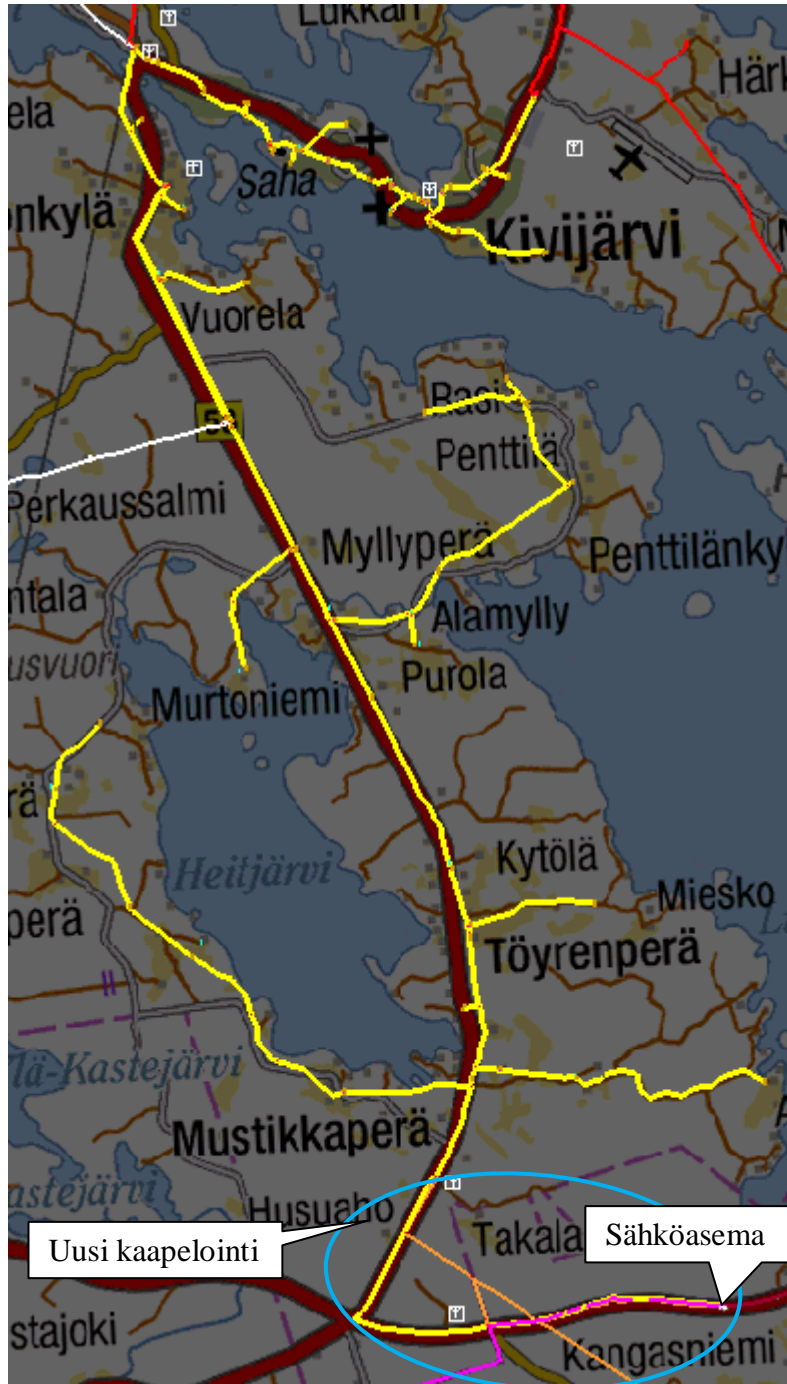 Lukkari
Härk
ela
Saha
onkylä
Kivijärvi
Vuorela
Rasi
58
Penttilä
Perkaussalmi
Myllyperä
Penttilänky
ntala
Alamylly
usvuori
Purola
Murtoniemi
rä
Kytölä
Heitjärvi
Miesko
perä
Töyrenperä
lä-Kastejärvi
Mustikkaperä
astejärvi
Husuaho
Takala
Uusi kaapelointi
Sähköasema
stajoki
Kangasniemi